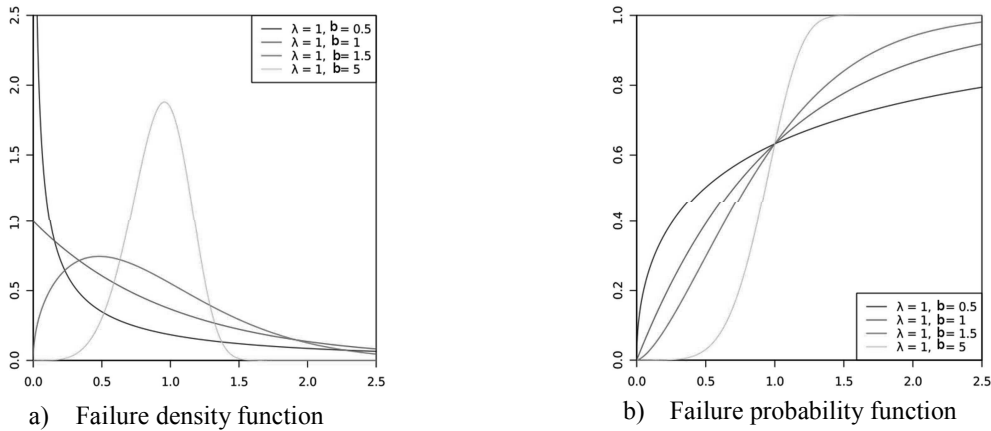 2.5
2.0
1.5
1.0
0.5
0.0
λ = 1, b = 0.5
λ = 1, b = 1
λ = 1, b = 1.5
λ = 1, b = 5
0.0 0.5 1.0 1.5 2.0 2.5
a) Failure density function
1.0
0.8
0.6
0.4
0.2
0.0
λ = 1, b = 0.5
λ = 1, b = 1
λ = 1, b = 1.5
λ = 1, b = 5
0.0 0.5 1.0 1.5 2.0 2.5
b) Failure probability function